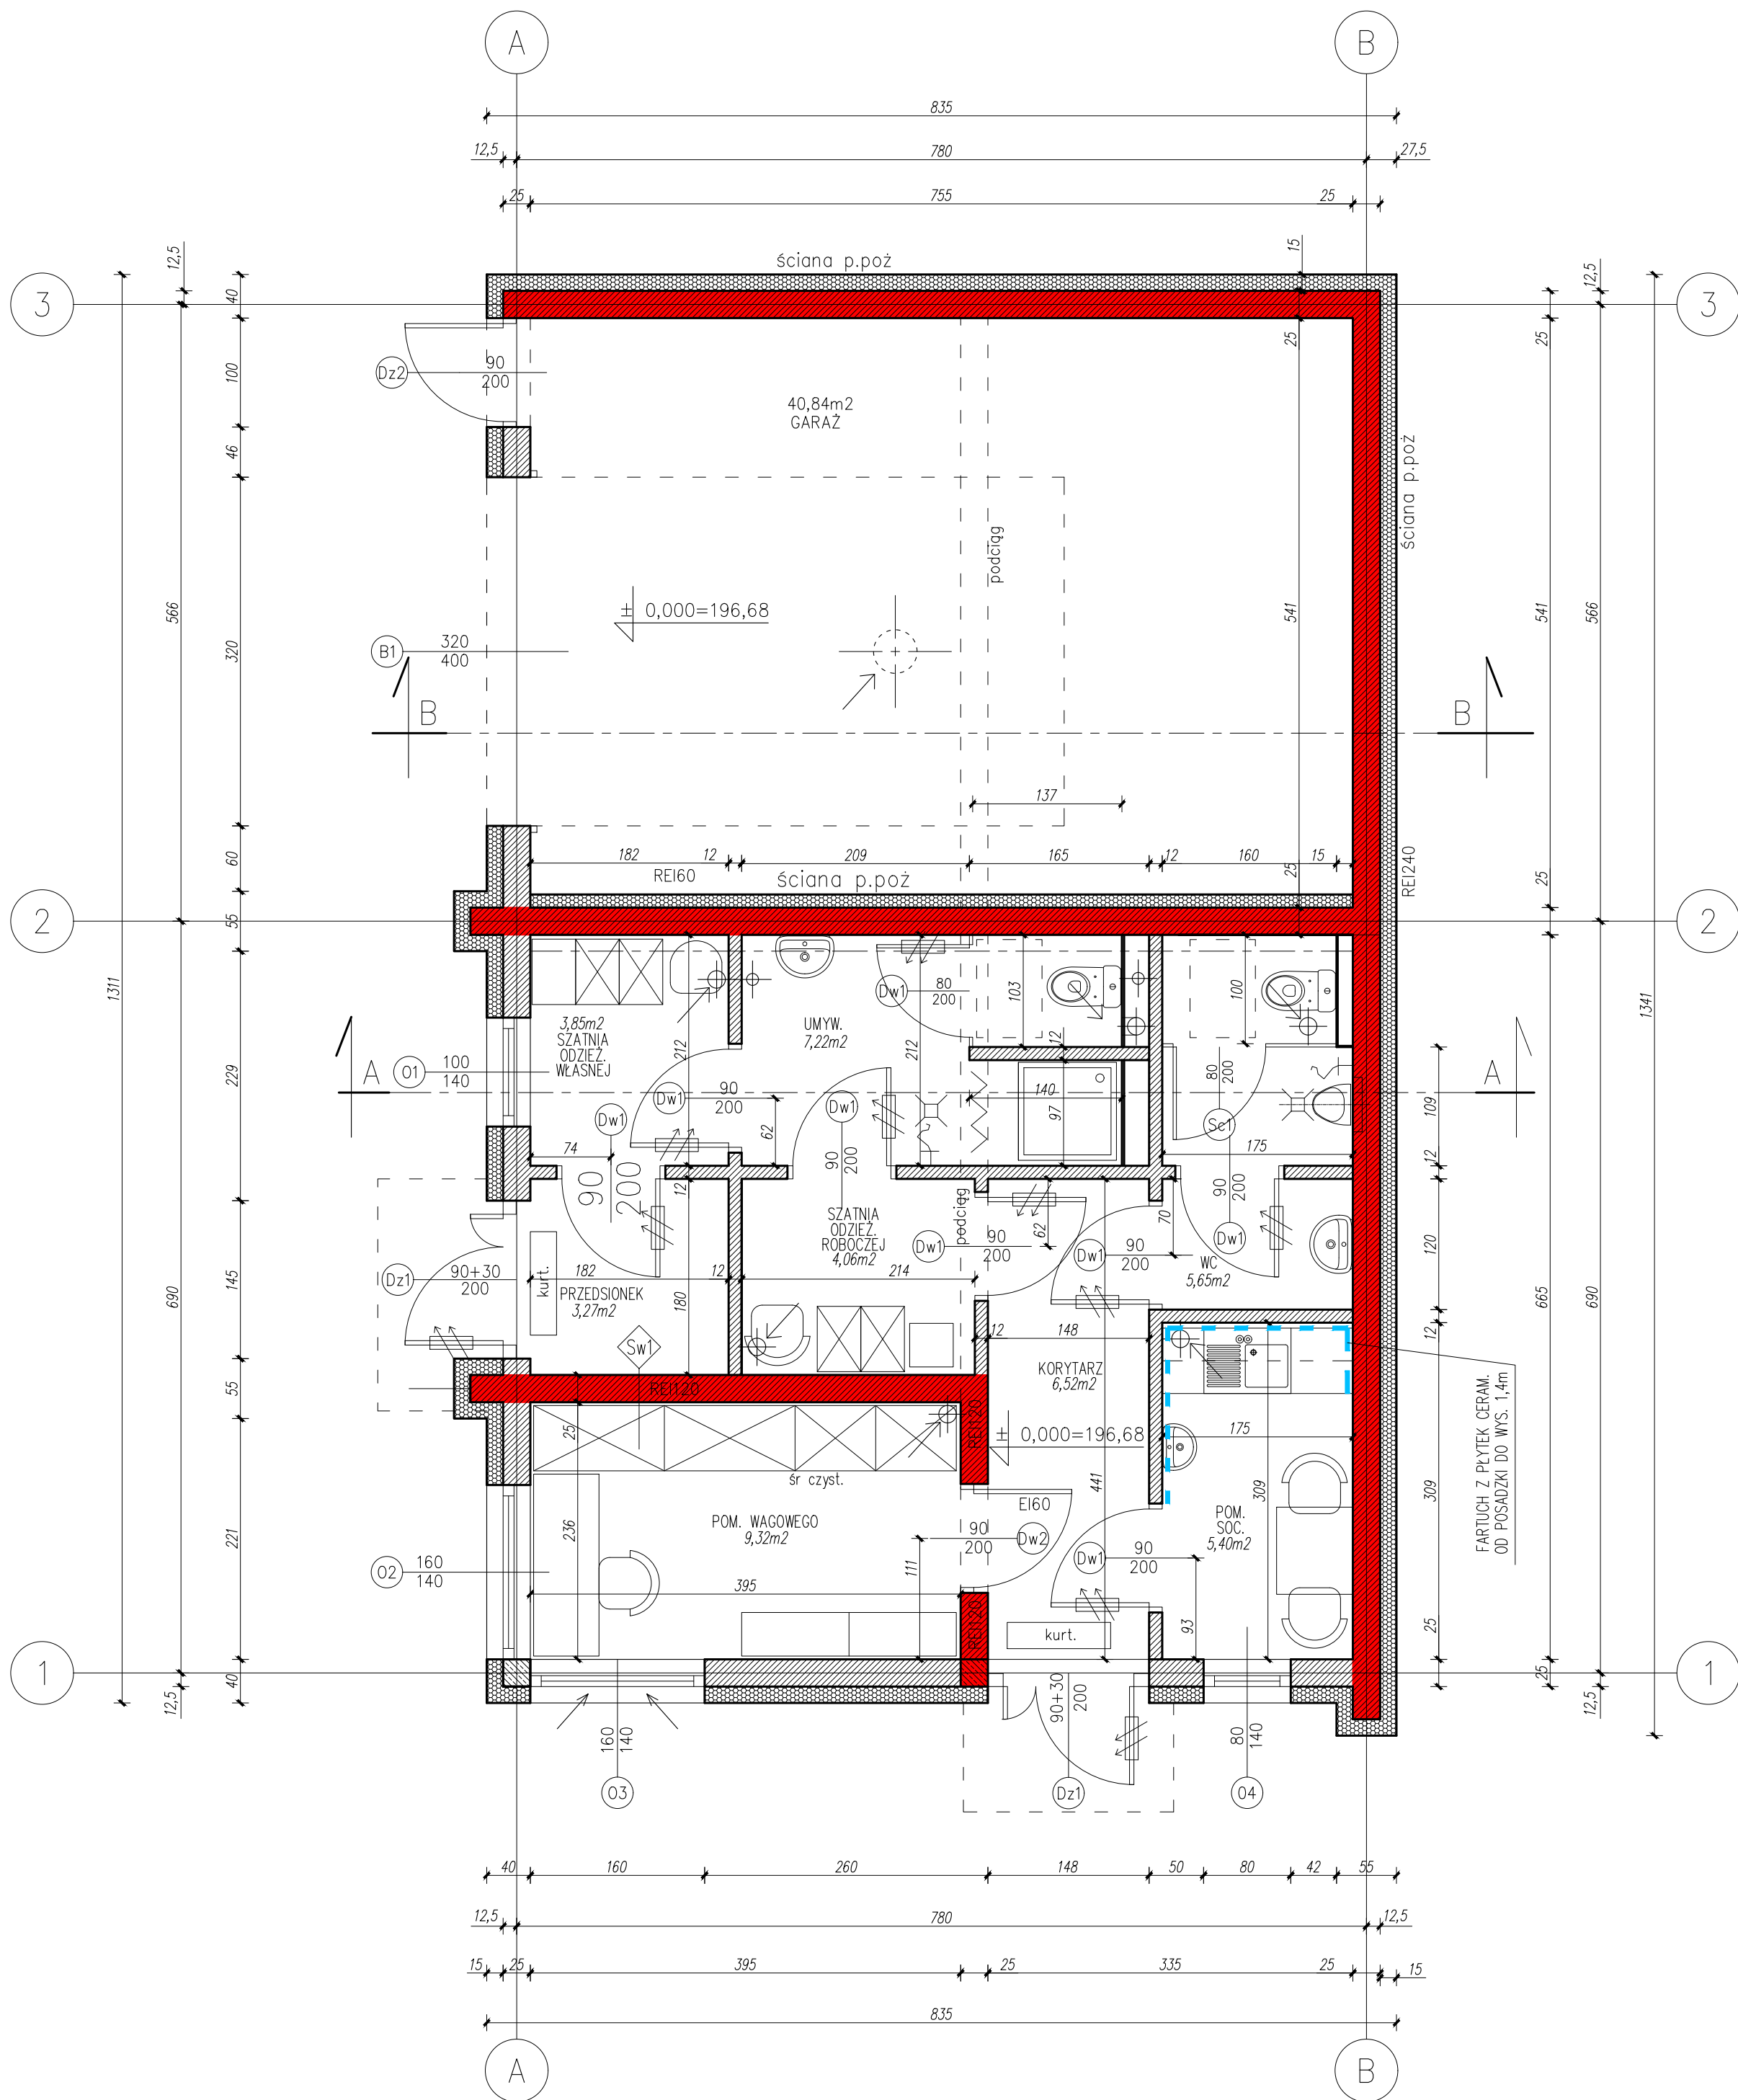 A
B
835
12,5
780
27,5
25
755
25
15
12,5
ściana p.poż
12,5
40
3
3
25
25
Dz2
90
200
100
40,84m2
GARAŻ
46
ściana p.poż
podciąg
1311
566
320
± 0,000=196,68
541
541
566
B1
320
400
B
B
137
60
182
12
209
165
12
160
15
REI60
ściana p.poż
25
25
REI240
2
55
2
3,85m2
SZATNIA
ODZIEŻ.
WŁASNEJ
212
UMYW.
7,22m2
Dw1
80
200
103
100
212
12
1341
229
A
O1
100
140
Dw1
90
200
Dw1
140
97
80
200
A
Dw1
74
62
Sc1
109
175
12
90
200
12
90
200
90
200
SZATNIA
ODZIEŻ.
ROBOCZEJ
4,06m2
podciąg
62
70
Dw1
90
200
Dw1
90
200
Dw1
WC
5,65m2
120
Dz1
90+30
200
kurt.
182
12
214
PRZEDSIONEK
3,27m2
180
145
690
665
690
Sw1
12
148
12
KORYTARZ
6,52m2
55
REI120
25
REI120
± 0,000=196,68
175
441
309
309
FARTUCH Z PŁYTEK CERAM.
OD POSADZKI DO WYS. 1,4m
śr czyst.
EI60
POM. WAGOWEGO
9,32m2
236
90
200
Dw2
POM.
SOC.
5,40m2
221
O2
160
140
111
Dw1
90
200
395
REI120
kurt.
93
25
1
40
12,5
1
25
12,5
160
140
90+30
200
80
140
O3
Dz1
O4
40
160
260
148
50
80
42
55
12,5
780
12,5
15
25
395
25
335
25
15
835
A
B